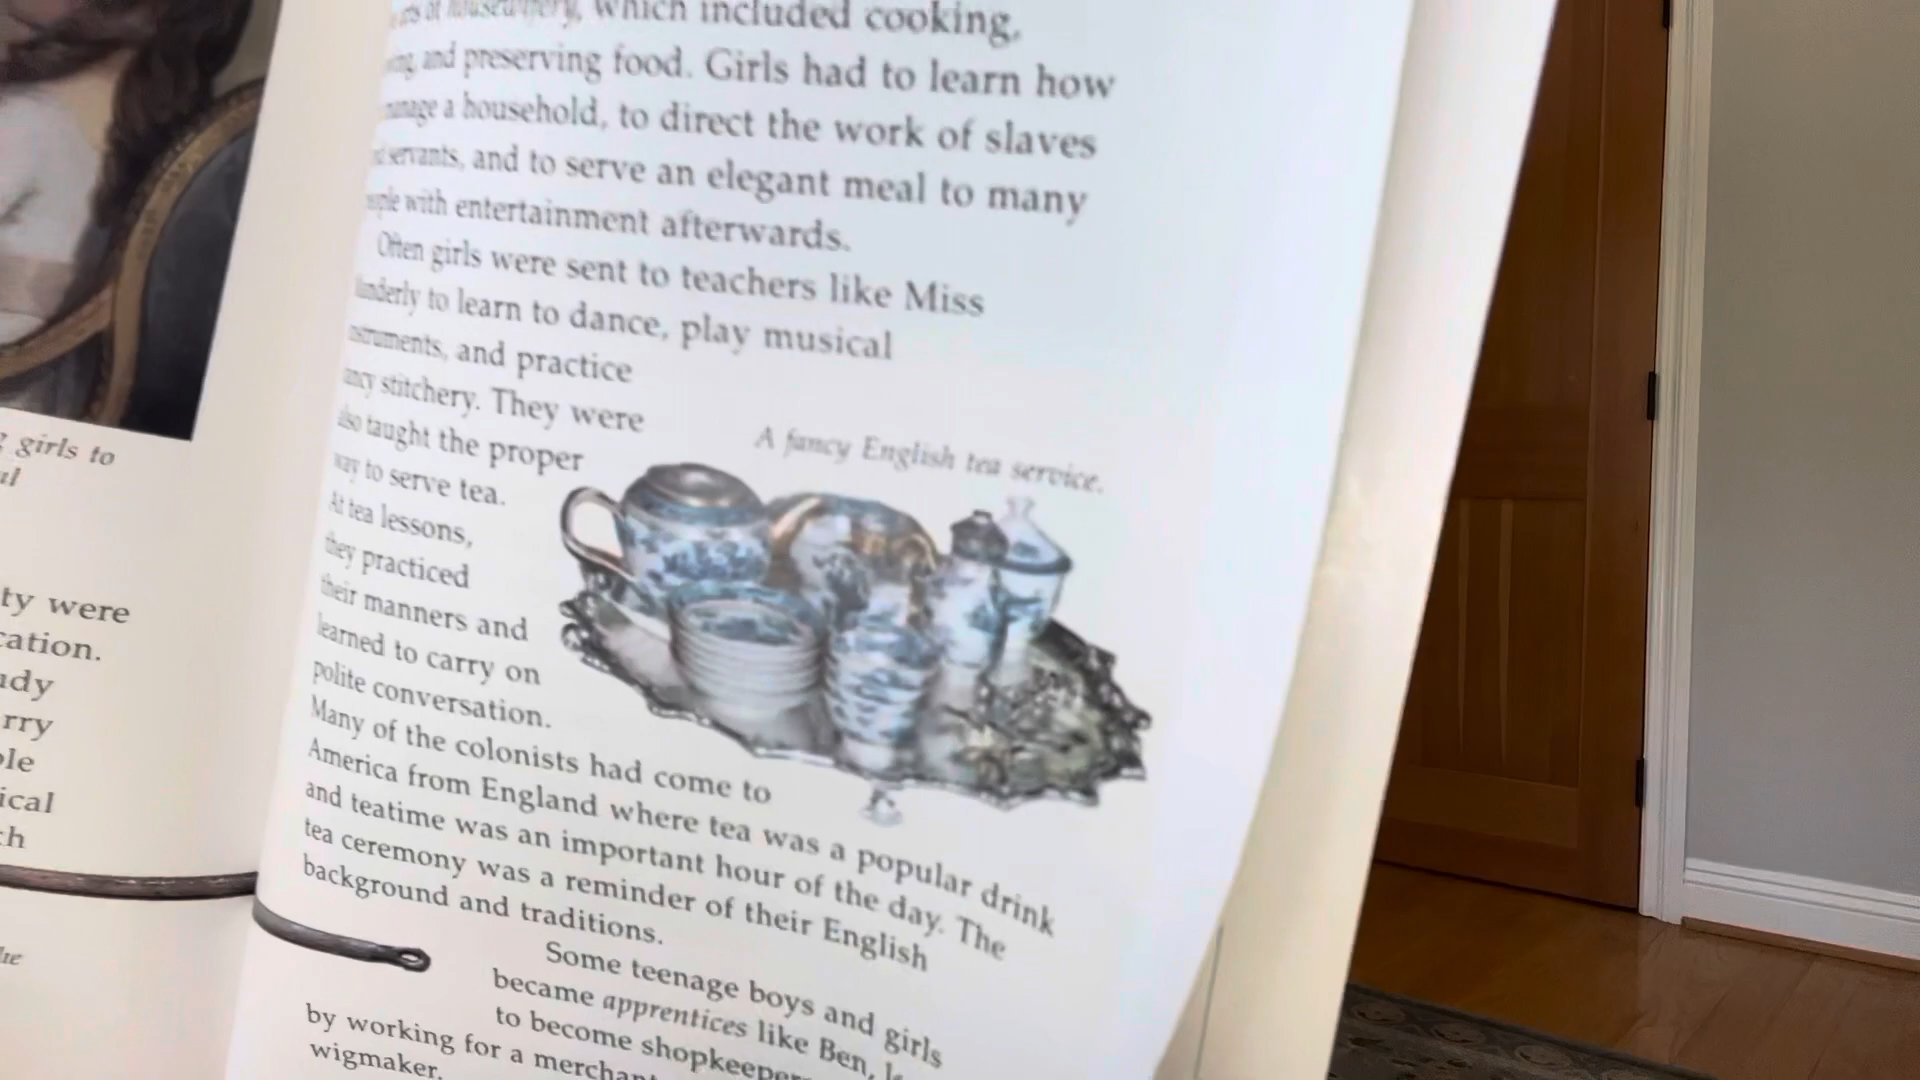 girls to
ty were
rry
ical
of housewifery, which included cooking,
and preserving food. Girls had to learn how
a household, to direct the work of slaves
servants, and to serve an elegant meal to many
with entertainment afterwards.
Often girls were sent to teachers like Miss
to learn to dance, play musical
instruments, and practice
fancy stitchery. They were
also taught the proper
way to serve tea.
At tea lessons,
they practiced
their manners and
learned to carry on
polite conversation.
A fancy English tea service.
Many of the colonists had come to
America from England where tea was a popular drink
and teatime was an important hour of the day. The
tea ceremony was a reminder of their English
background and traditions.
Some teenage boys and girls
became apprentices like Ben,
to become
by working for a
wigmaker.